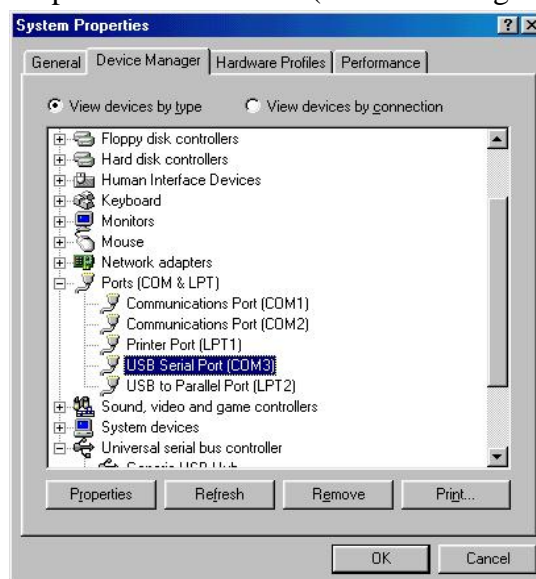 System Properties
General Device Manager Hardware Profiles Performance
View devices by type View devices by connection
Floppy disk controllers
Hard disk controllers
Human Interface Devices
Keyboard
Monitors
Mouse
Network adapters
Ports (COM & LPT)
Communications Port (COM1)
Communications Port (COM2)
Printer Port (LPT1)
USB Serial Port (COM3)
USB to Parallel Port (LPT2)
Sound, video and game controllers
System devices
Universal serial bus controller
Generic USB Hub
Properties Refresh Remove Print...
OK Cancel